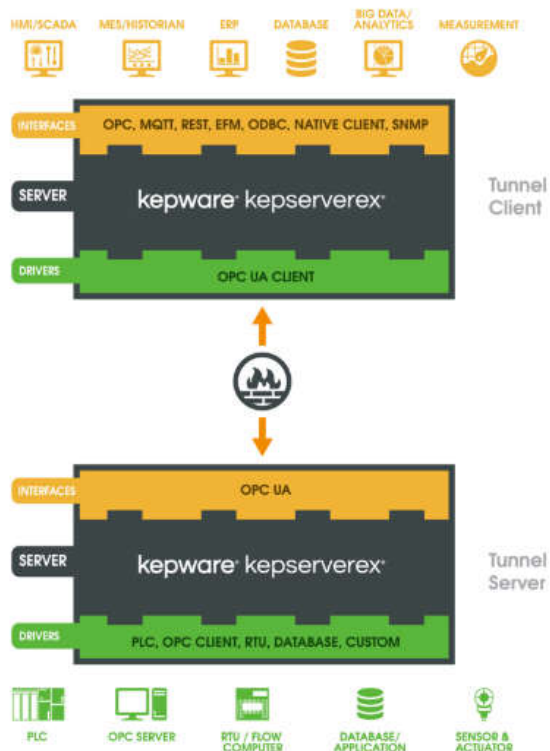 HMI/SCADA
MES/HISTORIAN
ERP
DATABASE
BIG DATA/
ANALYTICS
MEASUREMENT
INTERFACES
OPC, MQTT, REST, EFM, ODBC, NATIVE CLIENT, SNMP
SERVER
kepware® kepserverex®
Tunnel
Client
DRIVERS
OPC UA CLIENT
INTERFACES
OPC UA
SERVER
kepware® kepserverex®
Tunnel
Server
DRIVERS
PLC, OPC CLIENT, RTU, DATABASE, CUSTOM
PLC
OPC SERVER
RTU / FLOW
COMPUTER
DATABASE/
APPLICATION
SENSOR &
ACTUATOR